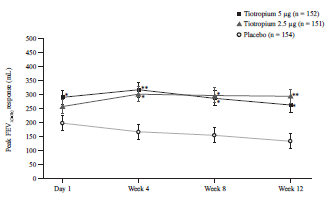 Tiotropium 5 µg (n = 152)
Tiotropium 2.5 µg (n = 151)
Placebo (n = 154)
Peak FEV1(0-3h) response (mL)
500
450
400
350
300
250
200
150
100
50
0
*
**
*
*
*
**
*
Day 1
Week 4
Week 8
Week 12